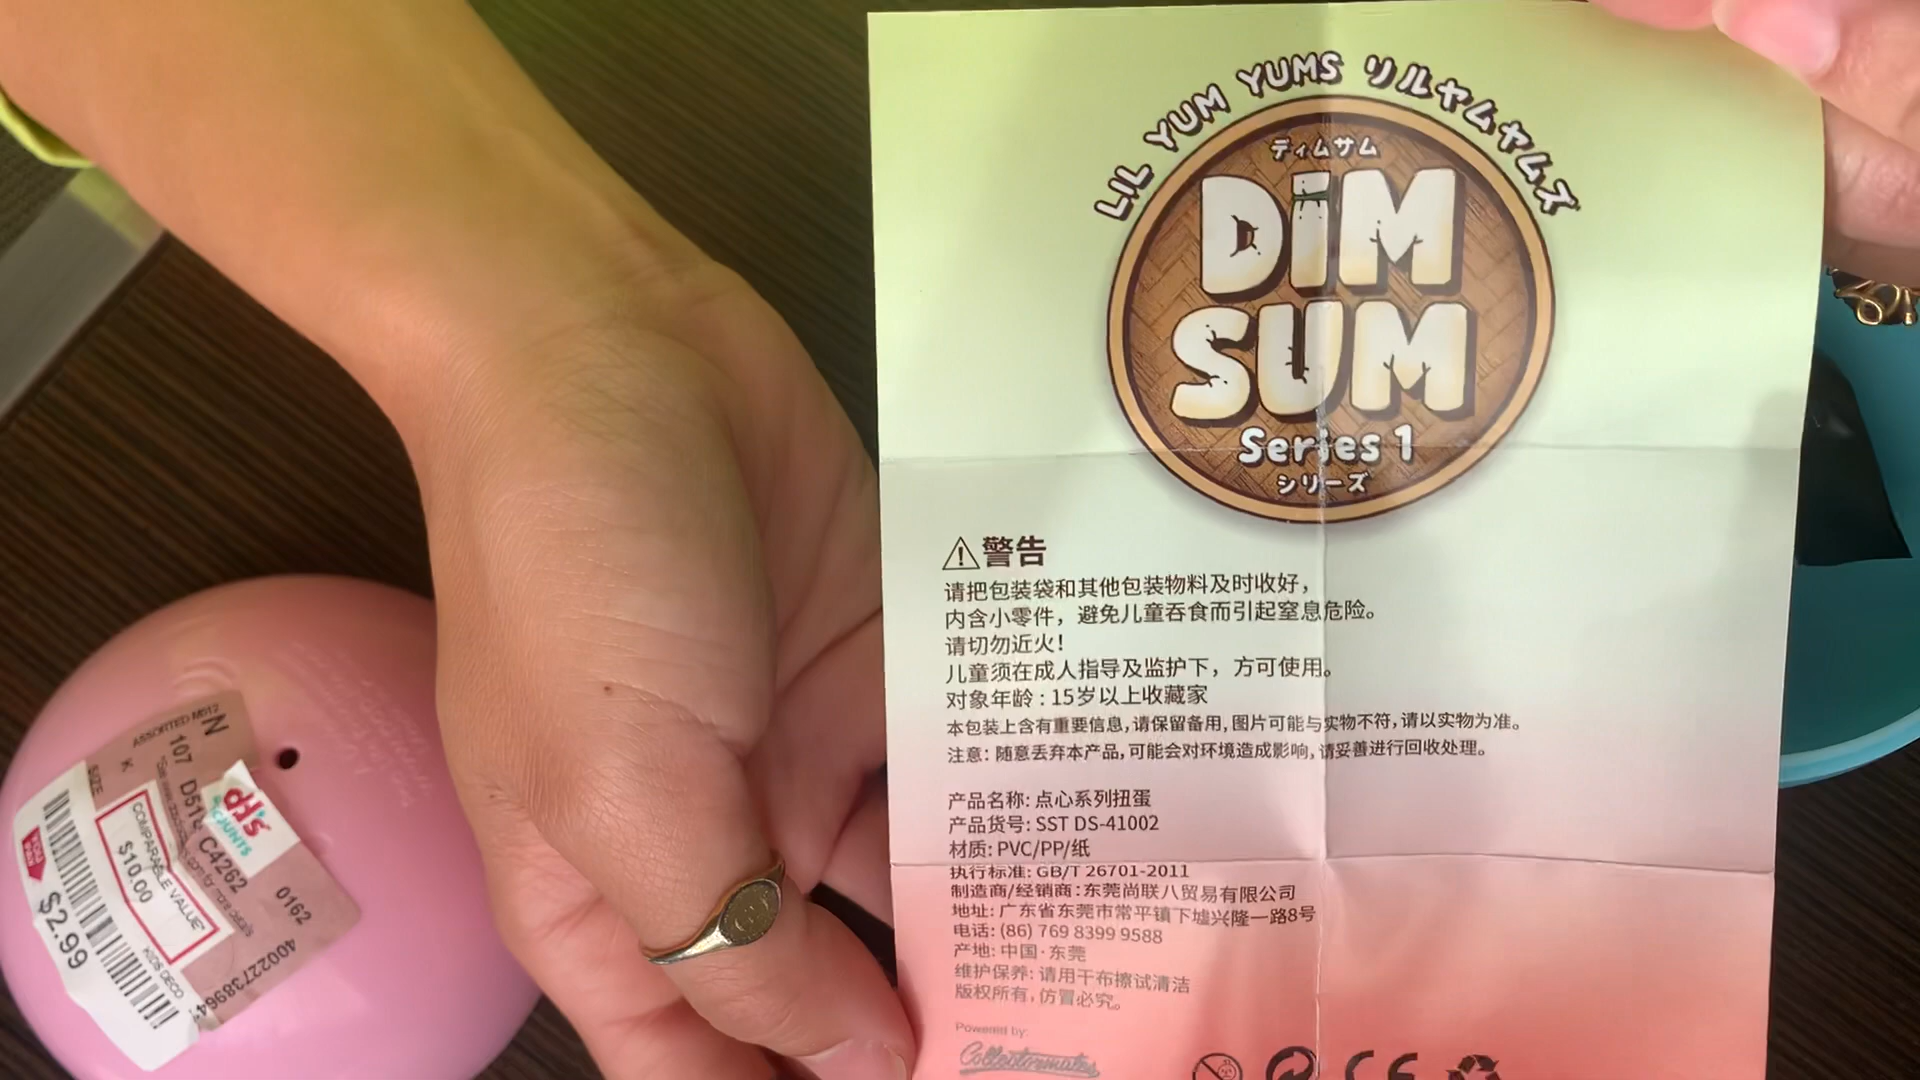 LIL YUM YUMS リルヤムヤムズ
ディムサム
DiM
SUM
Series 1
シリーズ
警告
请把包装袋和其他包装物料及时收好，
内含小零件，避免儿童吞食而引起窒息危险。
请切勿近火！
儿童须在成人指导及监护下，方可使用。
对象年龄：15岁以上收藏家
本包装上含有重要信息，请保留备用，图片可能与实物不符，请以实物为准。
注意：随意丢弃本产品，可能会对环境造成影响，请妥善进行回收处理。
产品名称：点心系列扭蛋
产品货号：SST DS-41002
材质：PVC/PP/纸
执行标准：GB/T 26701-2011
制造商/经销商：东莞尚联八贸易有限公司
地址：广东省东莞市常平镇下墟兴隆一路8号
电话：(86) 769 8399 9588
产地：中国·东莞
维护保养：请用干布擦试清洁
版权所有，仿冒必究。
Powered by:
CE
ASSORTED M912
N
K
SIZE
107 D51
C4262
0162
COMPARABLE VALUE*
$10.00
KIDS DECO
YOU PAY
$2.99